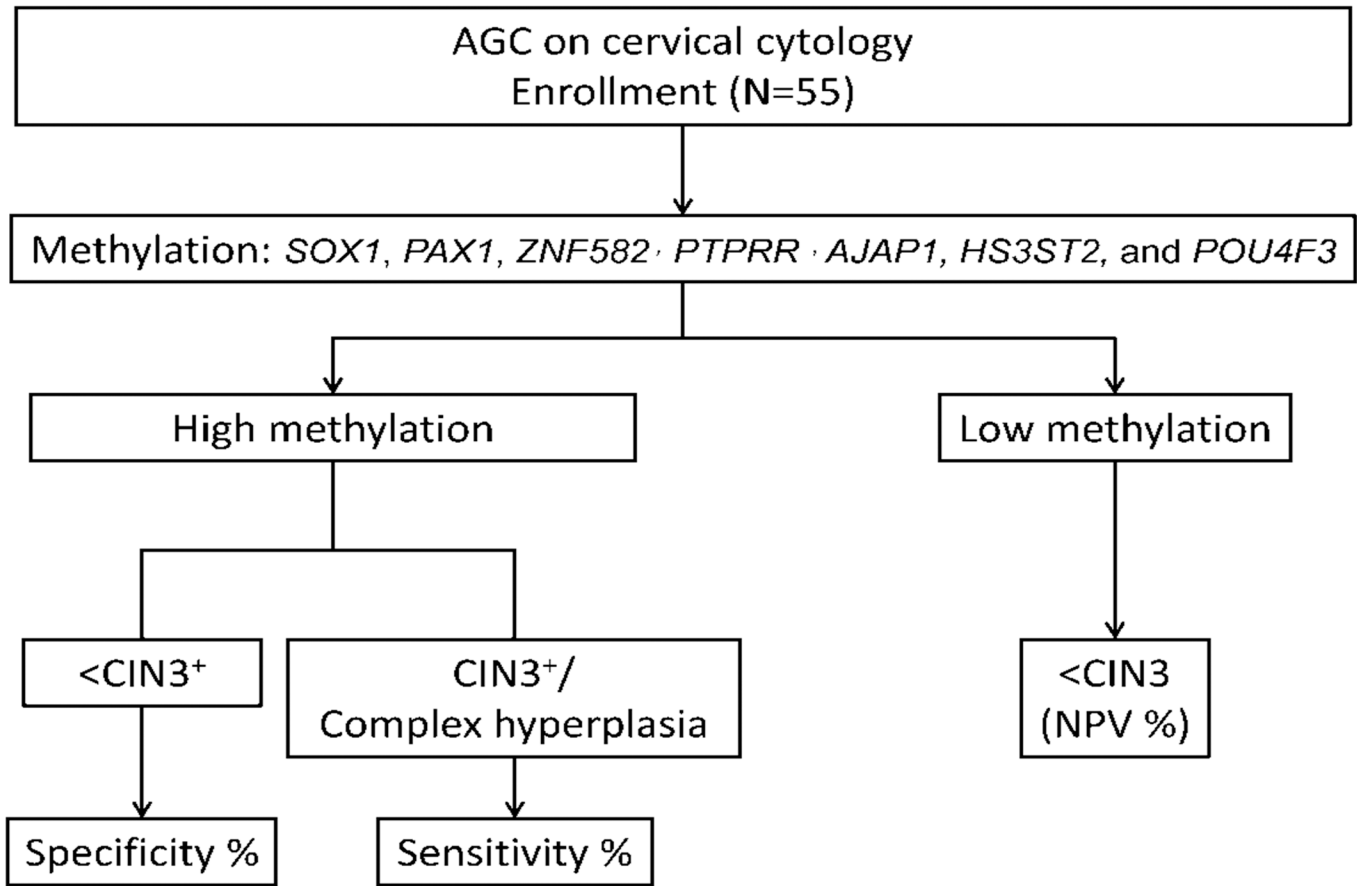 AGC on cervical cytology
Enrollment (N=55)
Methylation: SOX1, PAX1, ZNF582, PTPRR, AJAP1, HS3ST2, and POU4F3
High methylation
Low methylation
<CIN3⁺
CIN3⁺/
Complex hyperplasia
<CIN3
(NPV %)
Specificity %
Sensitivity %